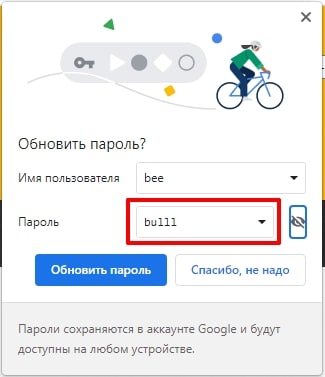 Обновить пароль?
Имя пользователя bee
Пароль bu111
Обновить пароль Спасибо, не надо
Пароли сохраняются в аккаунте Google и будут
доступны на любом устройстве.